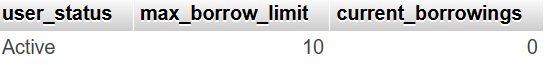 user_status max_borrow_limit current_borrowings
Active 10 0